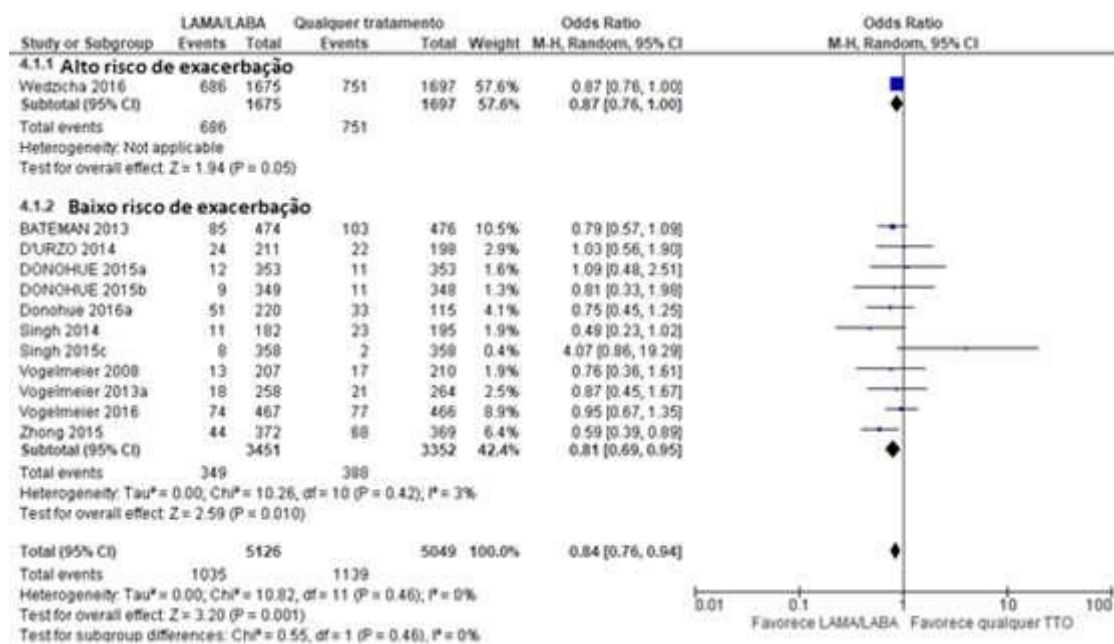 LAMA/LABA Qualquer tratamento Odds Ratio Odds Ratio
Study or Subgroup Events Total Events Total Weight M-H, Random, 95% CI M-H, Random, 95% CI
4.1.1 Alto risco de exacerbação
Wedzicha 2016 686 1675 751 1697 57.6% 0.87 [0.76, 1.00]
Subtotal (95% CI) 1675 1697 57.6% 0.87 [0.76, 1.00]
Total events 686 751
Heterogeneity: Not applicable
Test for overall effect: Z = 1.94 (P = 0.05)
4.1.2 Baixo risco de exacerbação
BATEMAN 2013 85 474 103 476 10.5% 0.79 [0.57, 1.09]
D'URZO 2014 24 211 22 198 2.9% 1.03 [0.56, 1.90]
DONOHUE 2015a 12 353 11 353 1.6% 1.09 [0.48, 2.51]
DONOHUE 2015b 9 349 11 348 1.3% 0.81 [0.33, 1.98]
Donohue 2016a 51 220 33 115 4.1% 0.75 [0.45, 1.25]
Singh 2014 11 182 23 195 1.9% 0.48 [0.23, 1.02]
Singh 2015c 8 358 2 358 0.4% 4.07 [0.86, 19.29]
Vogelmeier 2008 13 207 17 210 1.9% 0.76 [0.36, 1.61]
Vogelmeier 2013a 18 258 21 264 2.5% 0.87 [0.45, 1.67]
Vogelmeier 2016 74 467 77 466 8.9% 0.95 [0.67, 1.35]
Zhong 2015 44 372 68 369 6.4% 0.59 [0.39, 0.89]
Subtotal (95% CI) 3451 3352 42.4% 0.81 [0.69, 0.95]
Total events 349 388
Heterogeneity: Tau² = 0.00; Chi² = 10.26, df = 10 (P = 0.42); I² = 3%
Test for overall effect: Z = 2.59 (P = 0.010)
Total (95% CI) 5126 5049 100.0% 0.84 [0.76, 0.94]
Total events 1035 1139
Heterogeneity: Tau² = 0.00; Chi² = 10.82, df = 11 (P = 0.46); I² = 0%
Test for overall effect: Z = 3.20 (P = 0.001)
Test for subgroup differences: Chi² = 0.55, df = 1 (P = 0.46), I² = 0%
0.01 0.1 1 10 100
Favorece LAMA/LABA Favorece qualquer TTO